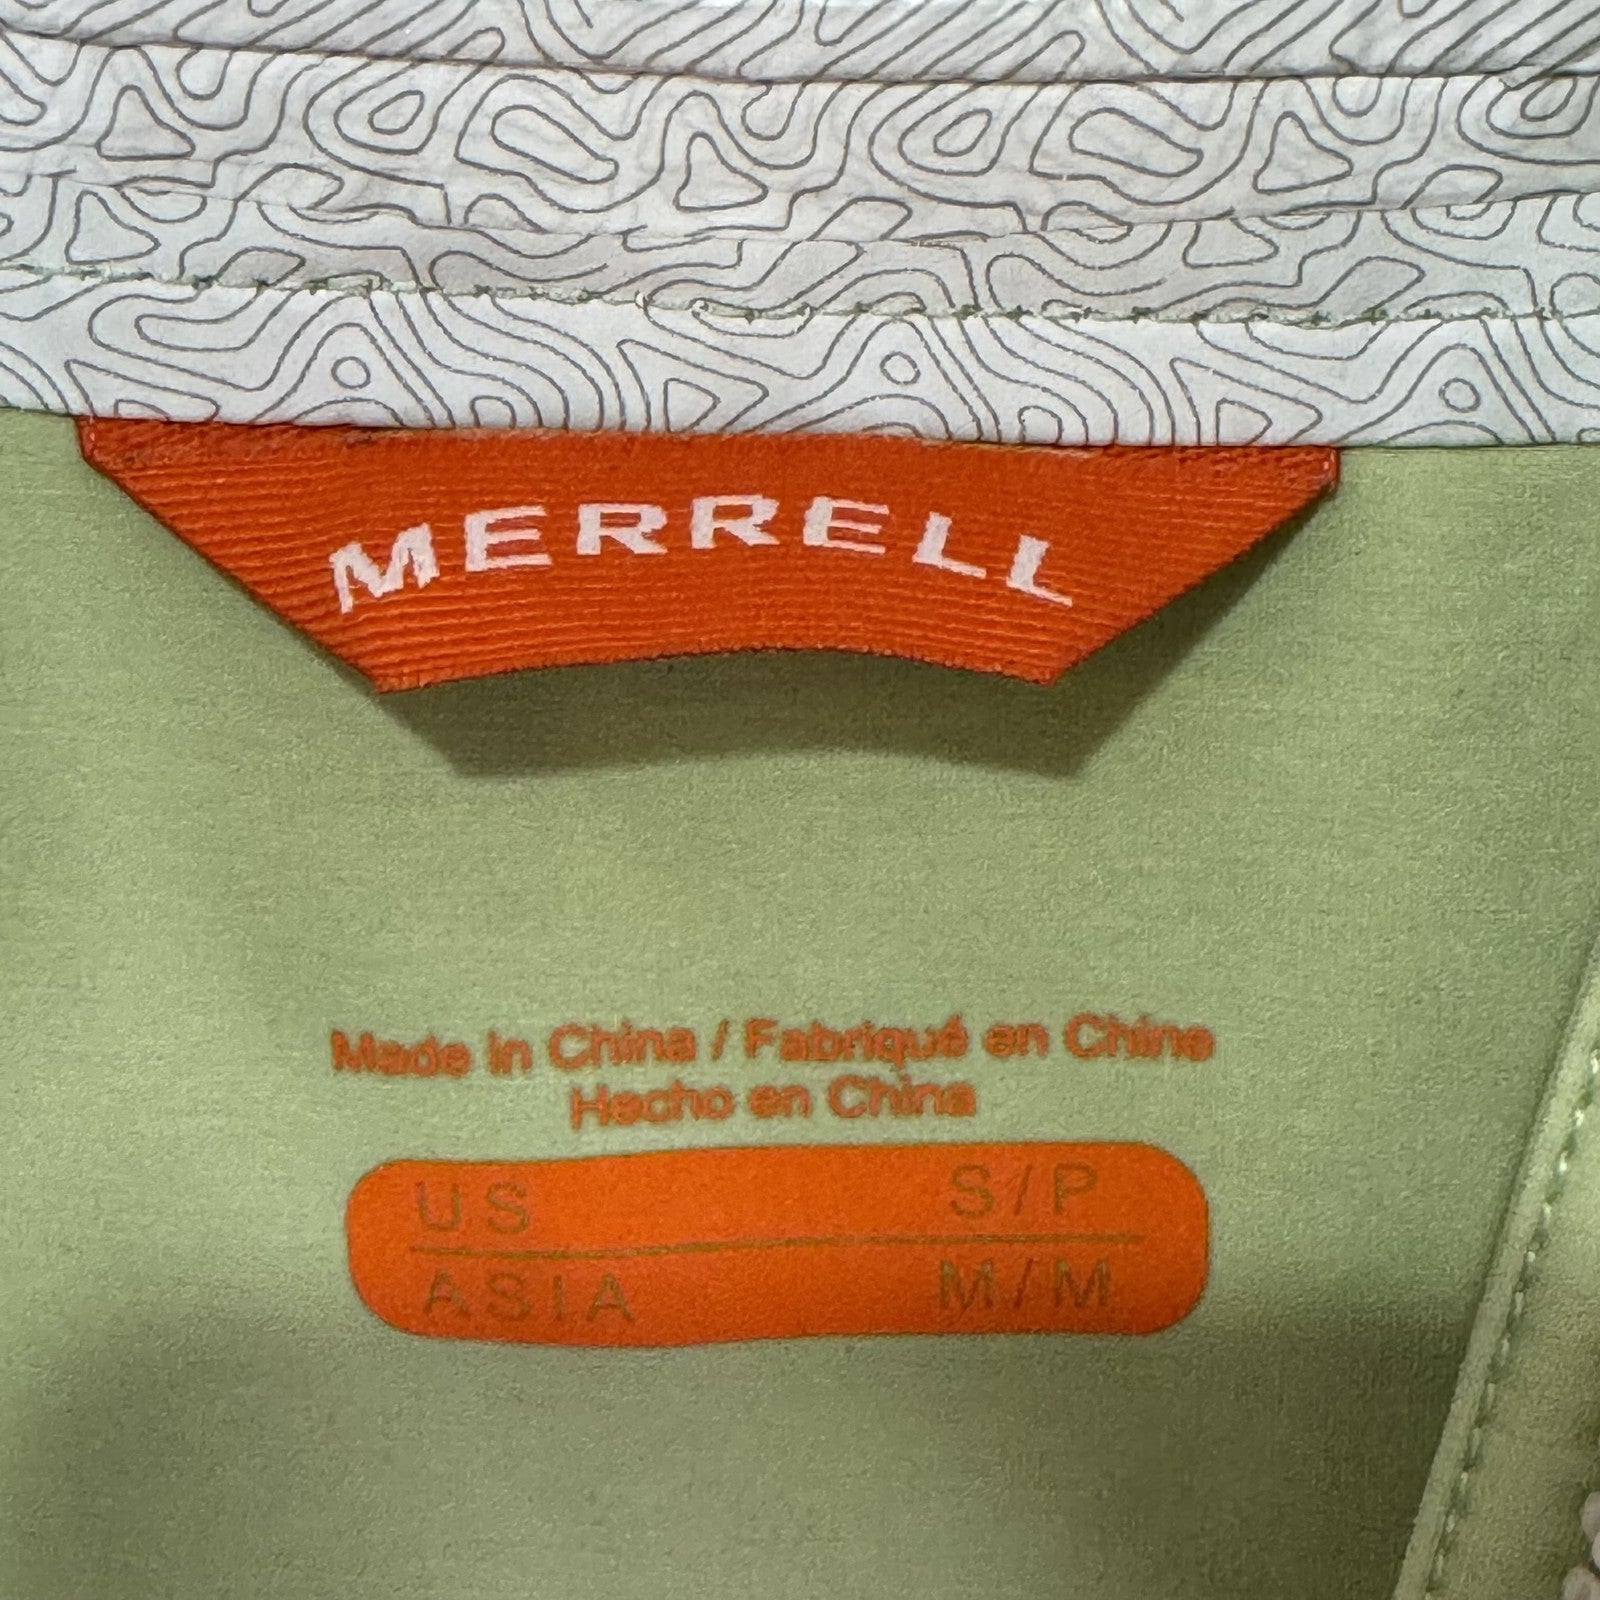 MERRELL
Made in China / Fabriqué en Chine
Hecho en China
US S/P
ASIA M/M